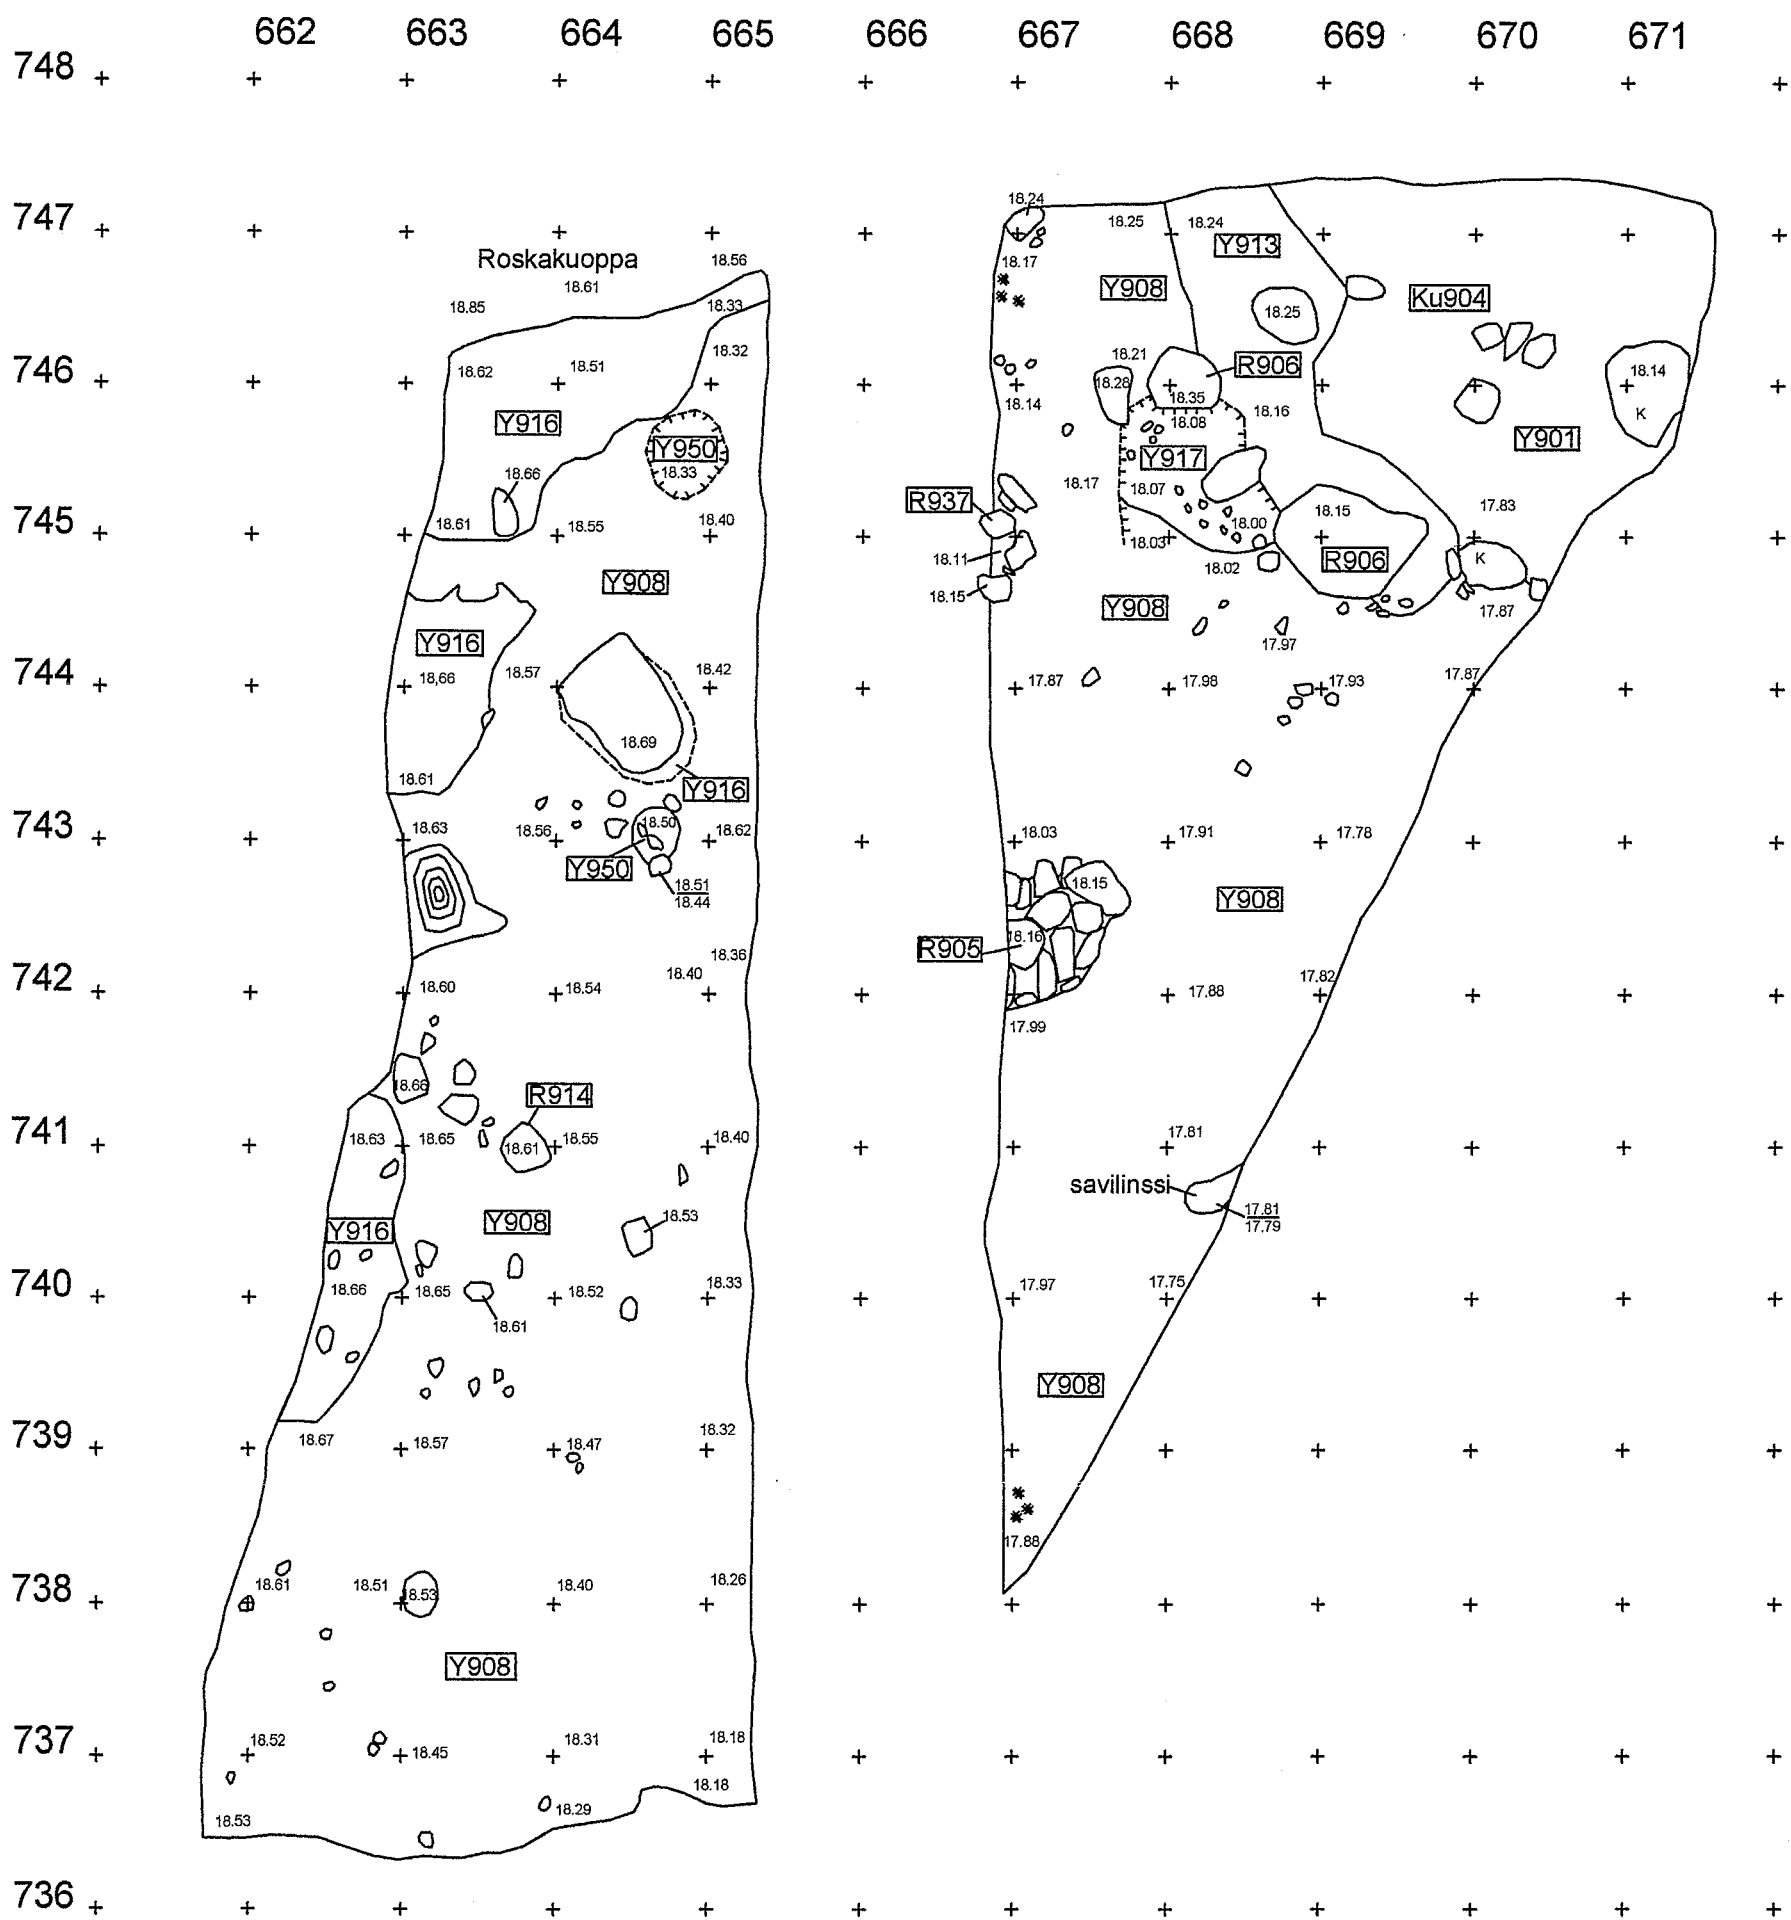 662 663 664 665 666 667 668 669 670 671
748
18.24
747 18.25 18.24
Roskakuoppa 18.56 18.17 Y913
18.61 Y908 Ku904
18.85 18.33 18.25
18.32 18.21 R906
746 18.62 18.51 18.28 18.35 18.14
18.14 18.16 K
Y916 18.08 Y901
Y950 Y917
18.66 18.33 18.17 18.07
R937 17.83
745 18.61 18.55 18.40 18.00 18.15
18.03
18.11 18.02 R906 K
Y908 18.15 Y908 17.87
Y916 17.97
744 18,66 18.57 18.42 17.87 17.98 17.93 17.87
18.69
18.61 Y916
743 18.63 18.56 18.50 18.62 18.03 17.91 17.78
Y950 18.51
18.44
18.15
Y908
18.36 R905 18.16
742 18.60 18.54 18.40 17.88 17.82
17.99
18.66
R914
741 18.63 18.65 18.61 18.55 18.40 17.81
savilinssi
Y916 Y908 18.53 17.81
17.79
740 18.66 18.65 18.52 18.33 17.97 17.75
18.61
Y908
739 18.67 18.57 18.47 18.32
17.88
738 18.61 18.51 18.53 18.40 18.26
Y908
737 18.52 18.45 18.31 18.18
18.18
18.53 18.29
736